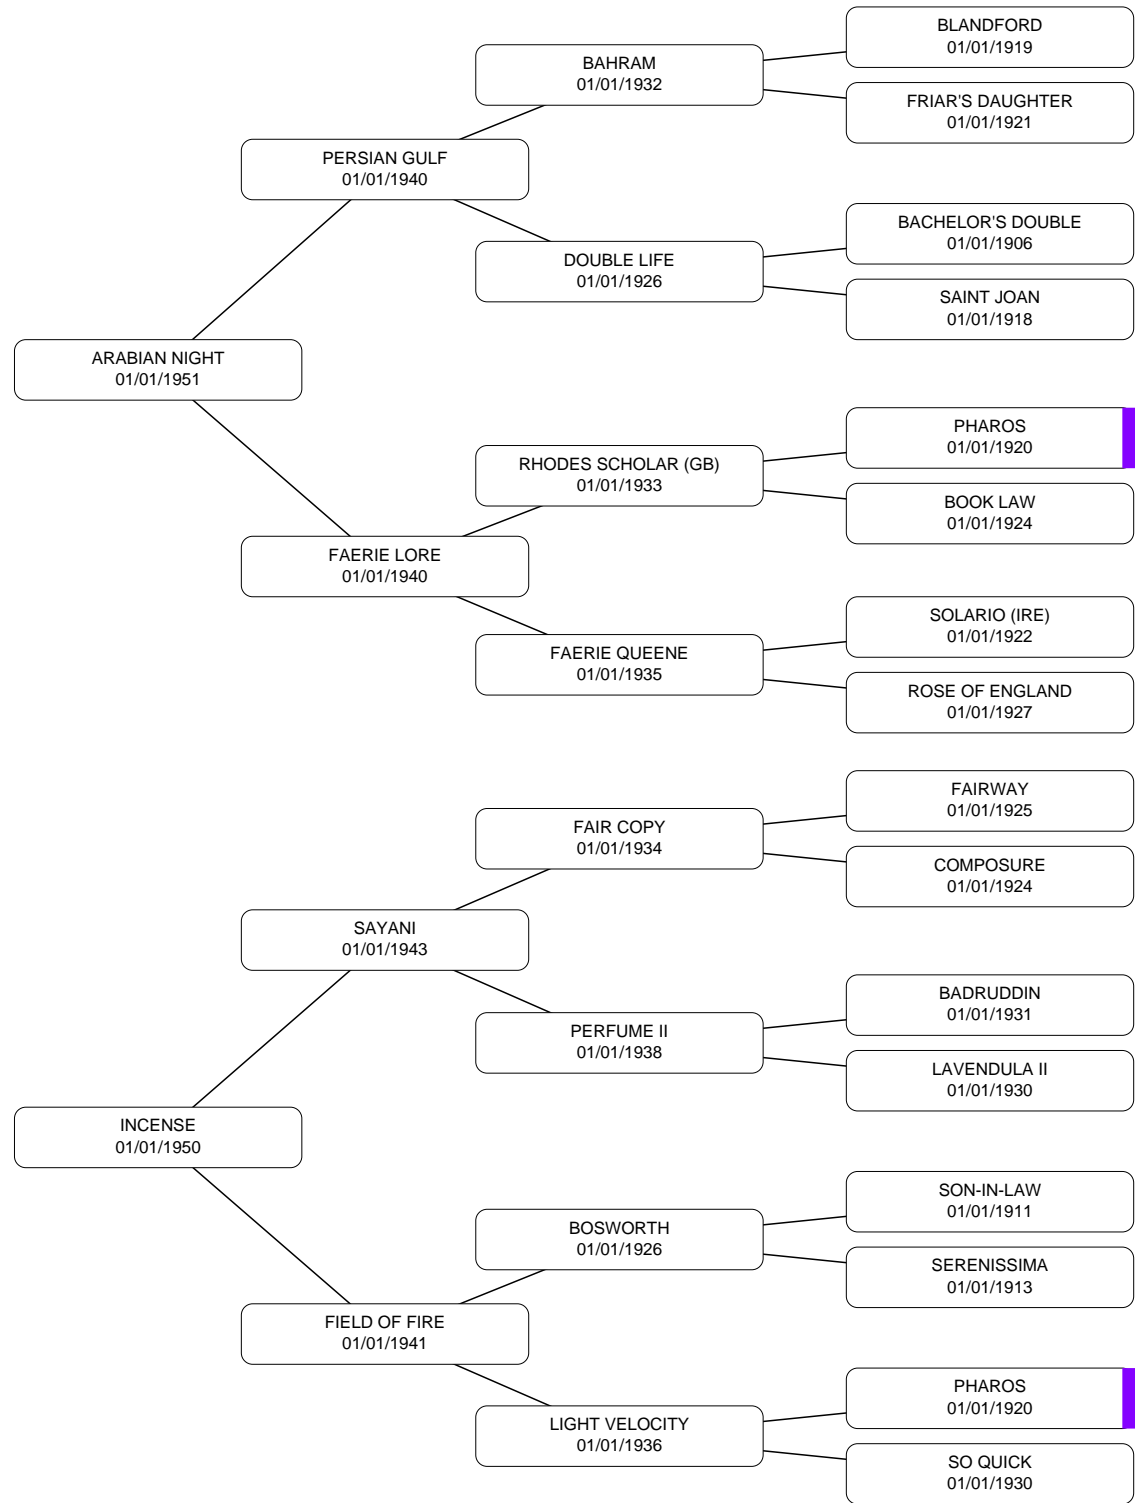 BLANDFORD
01/01/1919
BAHRAM
01/01/1932
FRIAR'S DAUGHTER
01/01/1921
PERSIAN GULF
01/01/1940
BACHELOR'S DOUBLE
01/01/1906
DOUBLE LIFE
01/01/1926
SAINT JOAN
01/01/1918
ARABIAN NIGHT
01/01/1951
PHAROS
01/01/1920
RHODES SCHOLAR (GB)
01/01/1933
BOOK LAW
01/01/1924
FAERIE LORE
01/01/1940
SOLARIO (IRE)
01/01/1922
FAERIE QUEENE
01/01/1935
ROSE OF ENGLAND
01/01/1927
FAIRWAY
01/01/1925
FAIR COPY
01/01/1934
COMPOSURE
01/01/1924
SAYANI
01/01/1943
BADRUDDIN
01/01/1931
PERFUME II
01/01/1938
LAVENDULA II
01/01/1930
INCENSE
01/01/1950
SON-IN-LAW
01/01/1911
BOSWORTH
01/01/1926
SERENISSIMA
01/01/1913
FIELD OF FIRE
01/01/1941
PHAROS
01/01/1920
LIGHT VELOCITY
01/01/1936
SO QUICK
01/01/1930